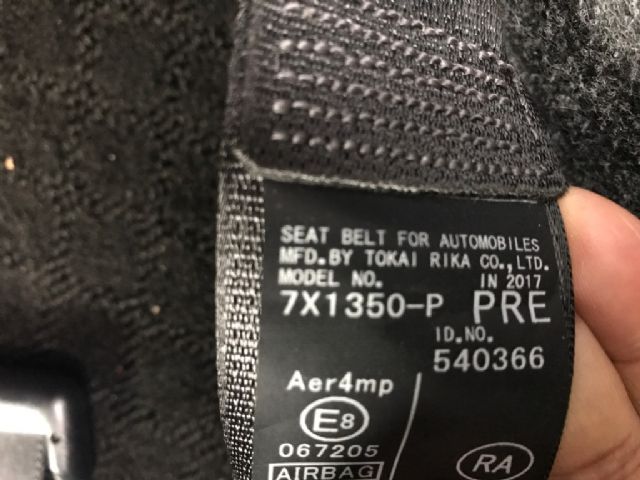 SEAT BELT FOR AUTOMOBILES
MFD.BY TOKAI RIKA CO.,LTD.
MODEL NO. IN 2017
7X1350-P PRE
ID.NO.
540366
Aer4mp
E8
067205
AIRBAG
RA